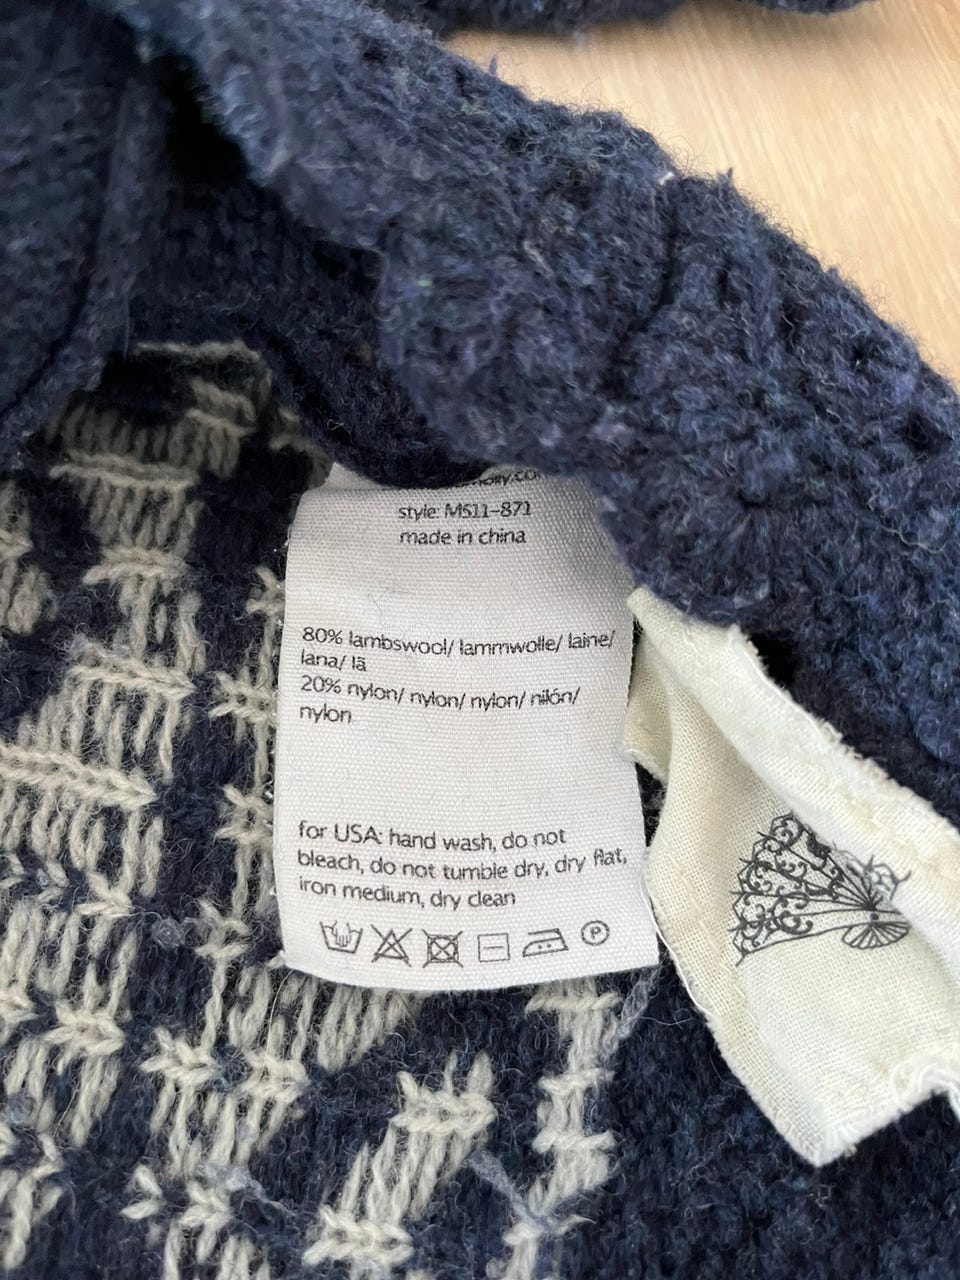 style: MS11-871
made in china
80% lambswool/ lammwolle/ laine/
lana/ lã
20% nylon/ nylon/ nylon/ nilón/
nylon
for USA: hand wash, do not
bleach, do not tumble dry, dry flat,
iron medium, dry clean
P